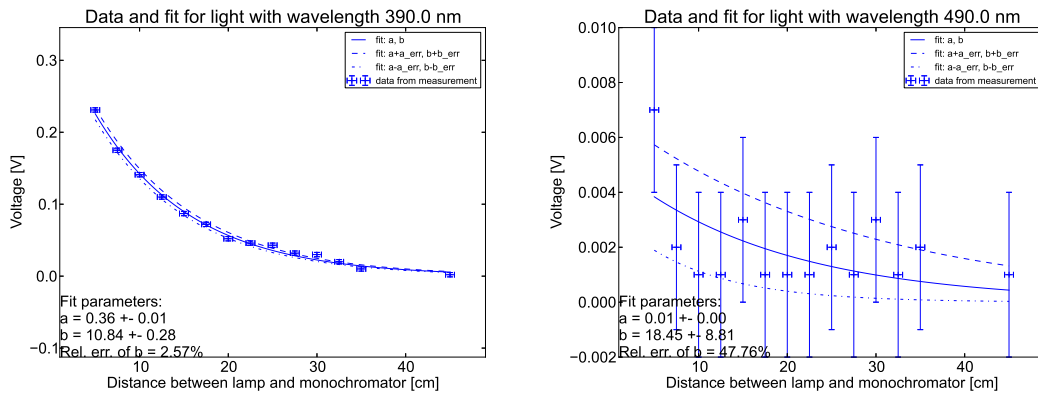 Data and fit for light with wavelength 390.0 nm
fit: a, b
fit: a+a_err, b+b_err
fit: a-a_err, b-b_err
data from measurement
0.3
0.2
0.1
0.0
−0.1
Voltage [V]
Fit parameters:
a = 0.36 +- 0.01
b = 10.84 +- 0.28
Rel. err. of b = 2.57%
10
20
30
40
Distance between lamp and monochromator [cm]
Data and fit for light with wavelength 490.0 nm
fit: a, b
fit: a+a_err, b+b_err
fit: a-a_err, b-b_err
data from measurement
0.010
0.008
0.006
0.004
0.002
0.000
−0.002
Voltage [V]
Fit parameters:
a = 0.01 +- 0.00
b = 18.45 +- 8.81
Rel. err. of b = 47.76%
10
20
30
40
Distance between lamp and monochromator [cm]